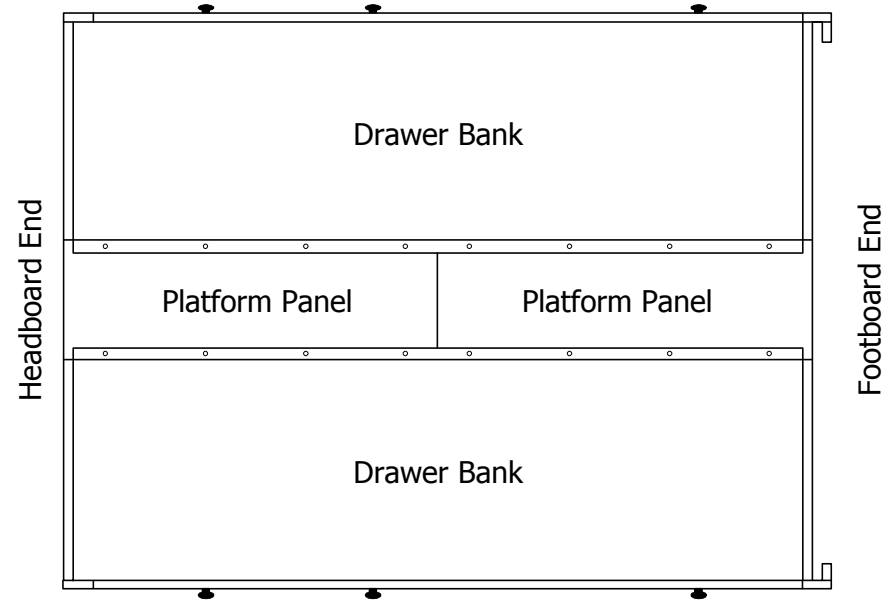 Drawer Bank
Headboard End
Platform Panel
Platform Panel
Footboard End
Drawer Bank